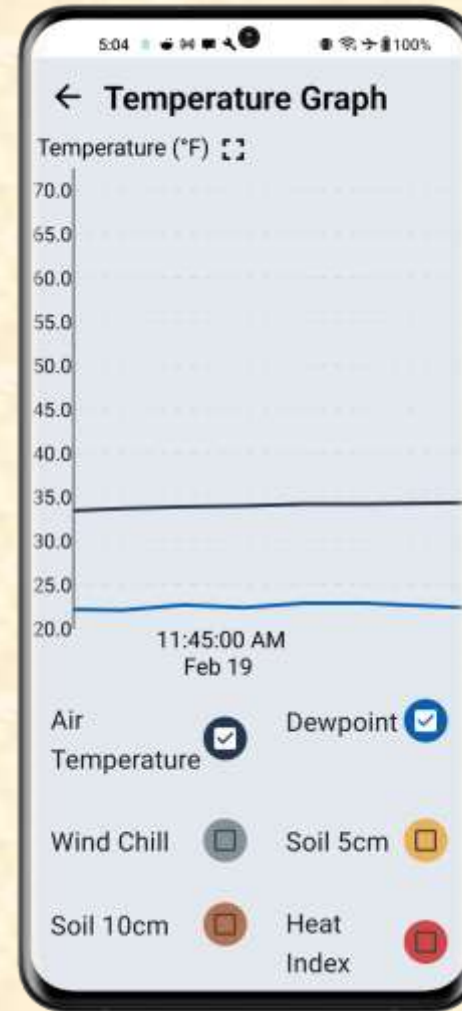 5:04 100%
Temperature Graph
Temperature (°F)
70.0
65.0
60.0
55.0
50.0
45.0
40.0
35.0
30.0
25.0
20.0
11:45:00 AM
Feb 19
Air
Temperature
Dewpoint
Wind Chill
Soil 5cm
Soil 10cm
Heat
Index